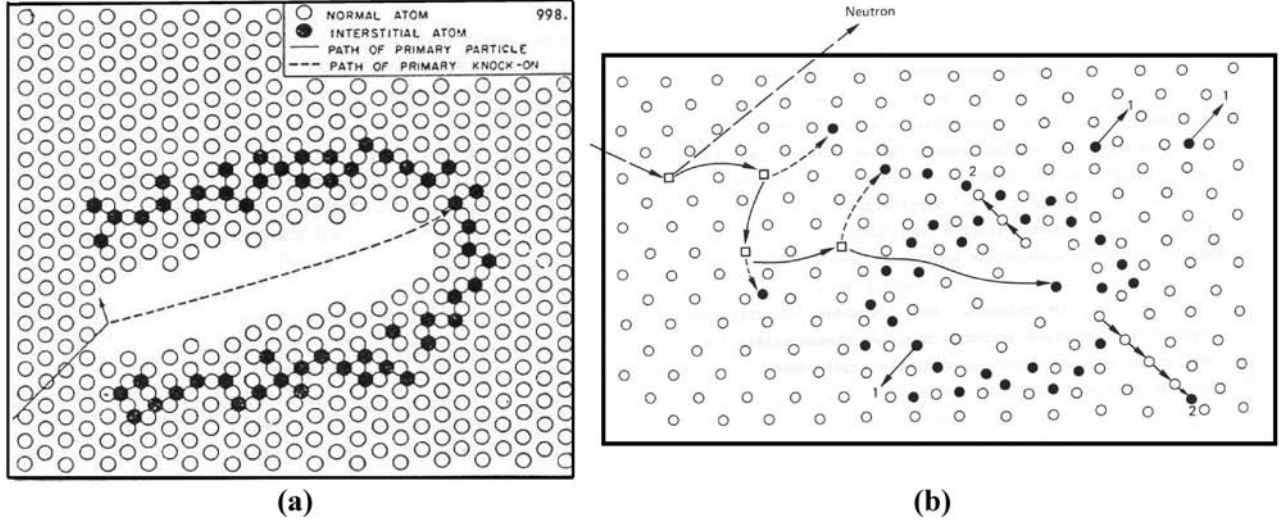 NORMAL ATOM 998.
INTERSTITIAL ATOM
PATH OF PRIMARY PARTICLE
PATH OF PRIMARY KNOCK-ON
(a)
Neutron
1 1
2
1
2
(b)